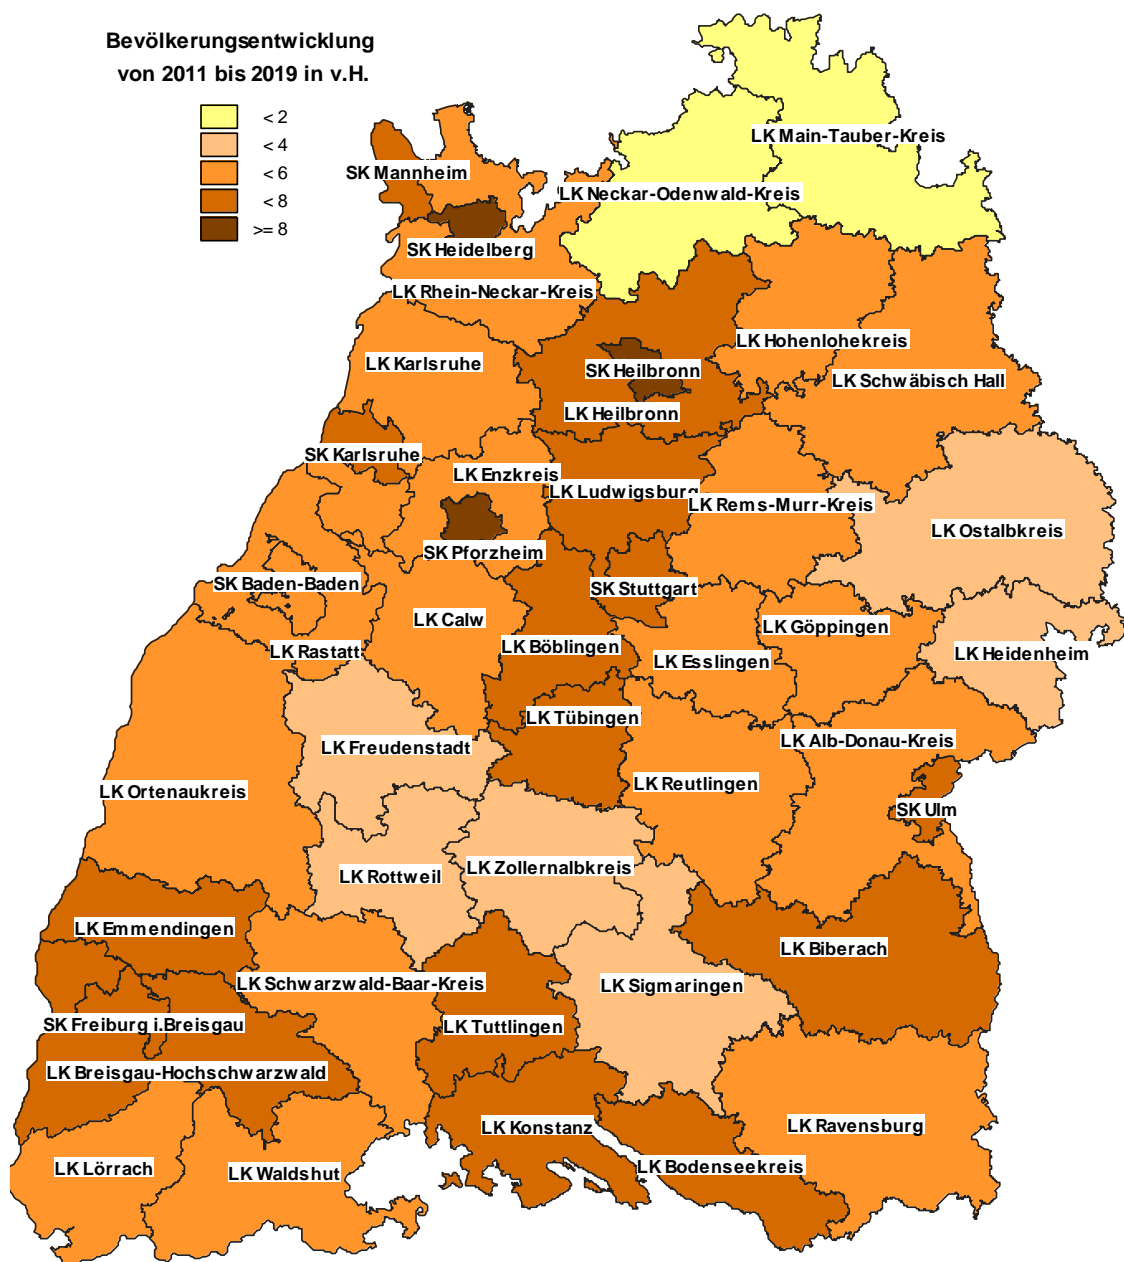 Bevölkerungsentwicklung
von 2011 bis 2019 in v.H.
< 2
< 4
< 6
< 8
>= 8
LK Main-Tauber-Kreis
SK Mannheim
LK Neckar-Odenwald-Kreis
SK Heidelberg
LK Rhein-Neckar-Kreis
LK Hohenlohekreis
LK Karlsruhe
SK Heilbronn
LK Schwäbisch Hall
LK Heilbronn
SK Karlsruhe
LK Enzkreis
LK Ludwigsburg
LK Rems-Murr-Kreis
LK Ostalbkreis
SK Pforzheim
SK Baden-Baden
SK Stuttgart
LK Calw
LK Göppingen
LK Rastatt
LK Böblingen
LK Esslingen
LK Heidenheim
LK Tübingen
LK Freudenstadt
LK Alb-Donau-Kreis
LK Ortenaukreis
LK Reutlingen
SK Ulm
LK Rottweil
LK Zollernalbkreis
LK Emmendingen
LK Biberach
LK Schwarzwald-Baar-Kreis
LK Sigmaringen
SK Freiburg i.Breisgau
LK Tuttlingen
LK Breisgau-Hochschwarzwald
LK Konstanz
LK Ravensburg
LK Lörrach
LK Waldshut
LK Bodenseekreis